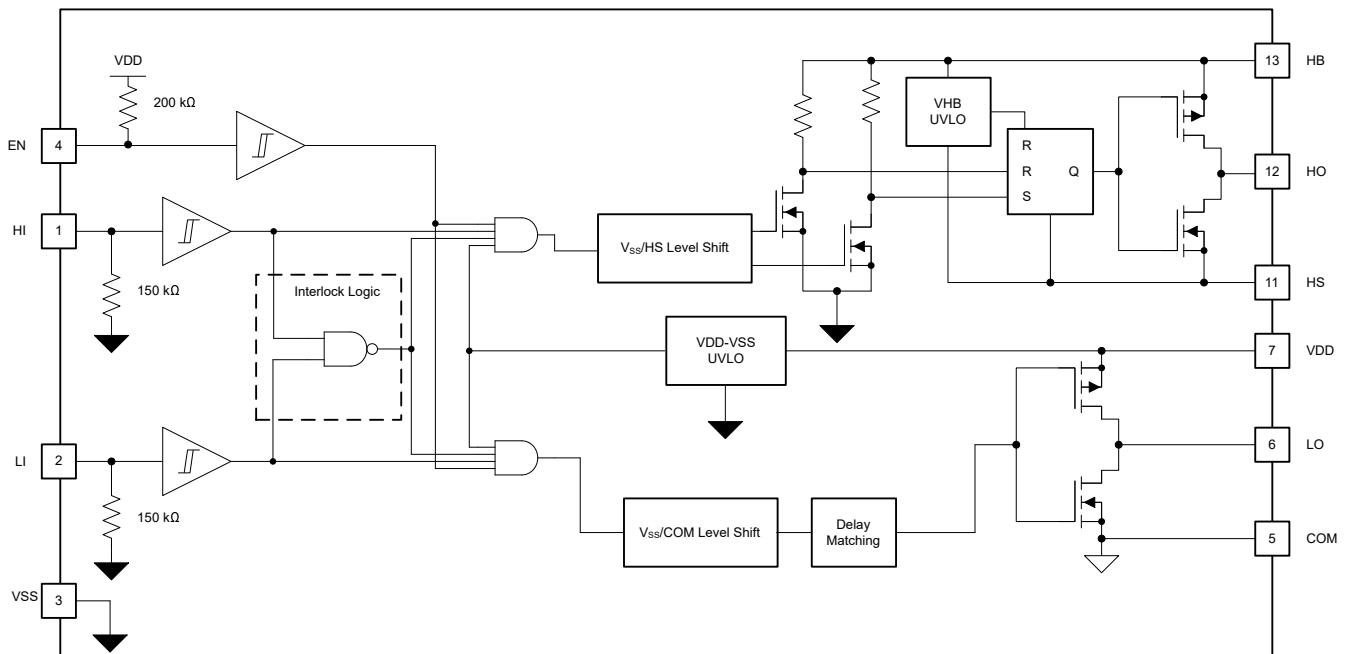 VDD
200 kΩ
EN
4
HI
1
150 kΩ
Interlock Logic
LI
2
150 kΩ
VSS
3
VSS/HS Level Shift
VHB
UVLO
R
R
Q
S
13
HB
12
HO
11
HS
VDD-VSS
UVLO
7
VDD
6
LO
VSS/COM Level Shift
Delay
Matching
5
COM